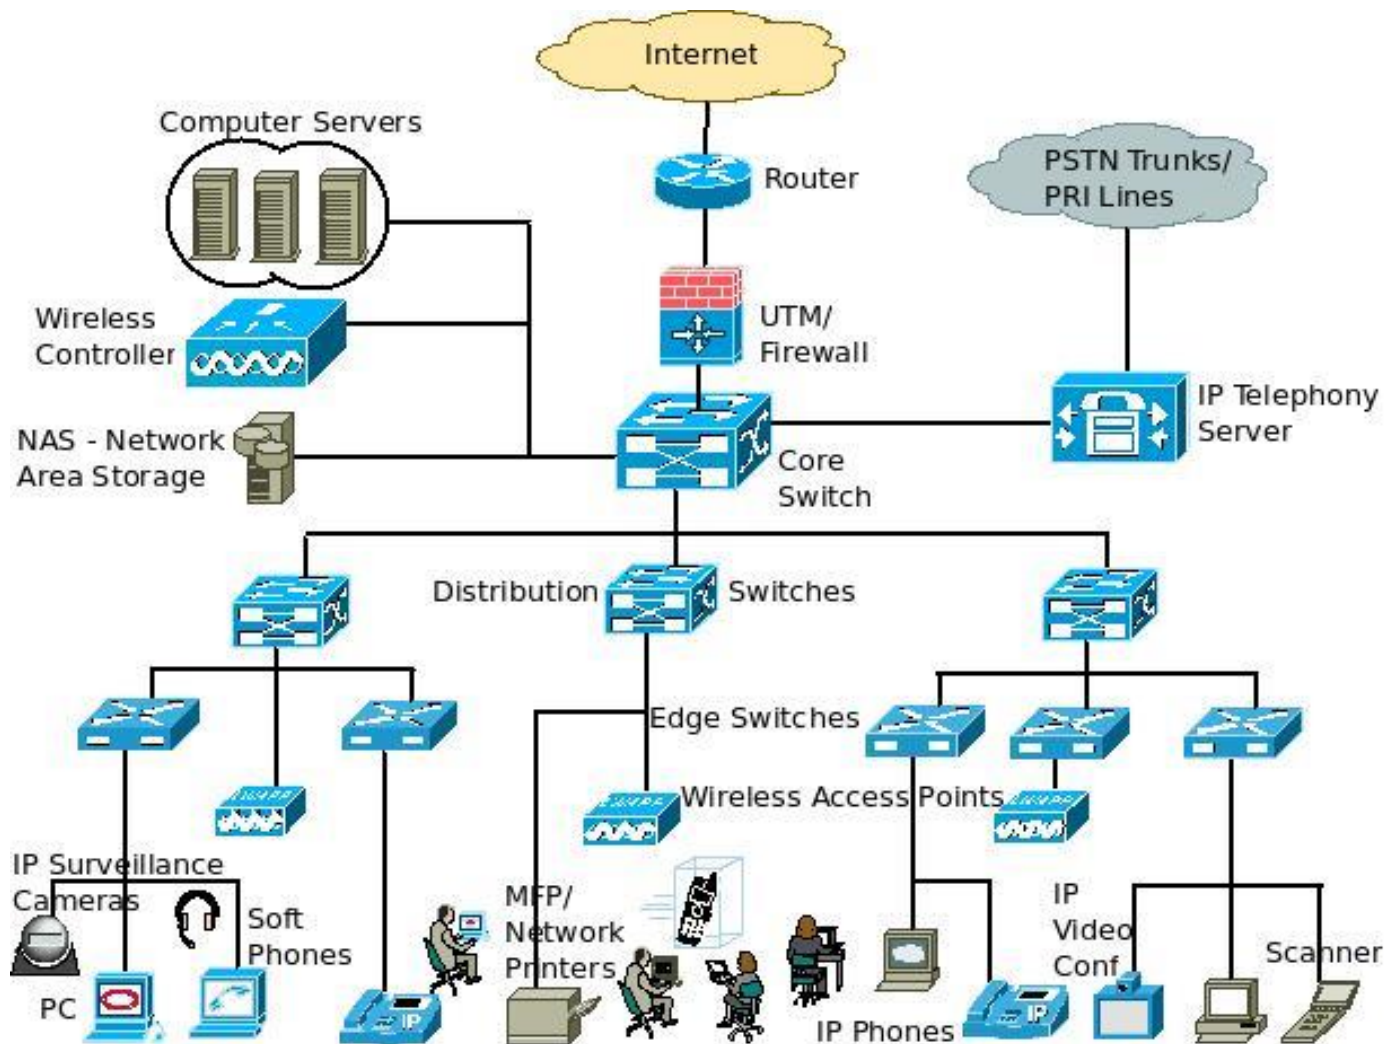 Internet
Computer Servers
PSTN Trunks/
PRI Lines
Router
Wireless
Controller
UTM/
Firewall
IP Telephony
Server
NAS - Network
Area Storage
Core
Switch
Distribution
Switches
Edge Switches
Wireless Access Points
IP Surveillance
Cameras
Soft
Phones
MFP/
Network
Printers
IP
Video
Conf
Scanner
PC
IP
IP Phones
IP